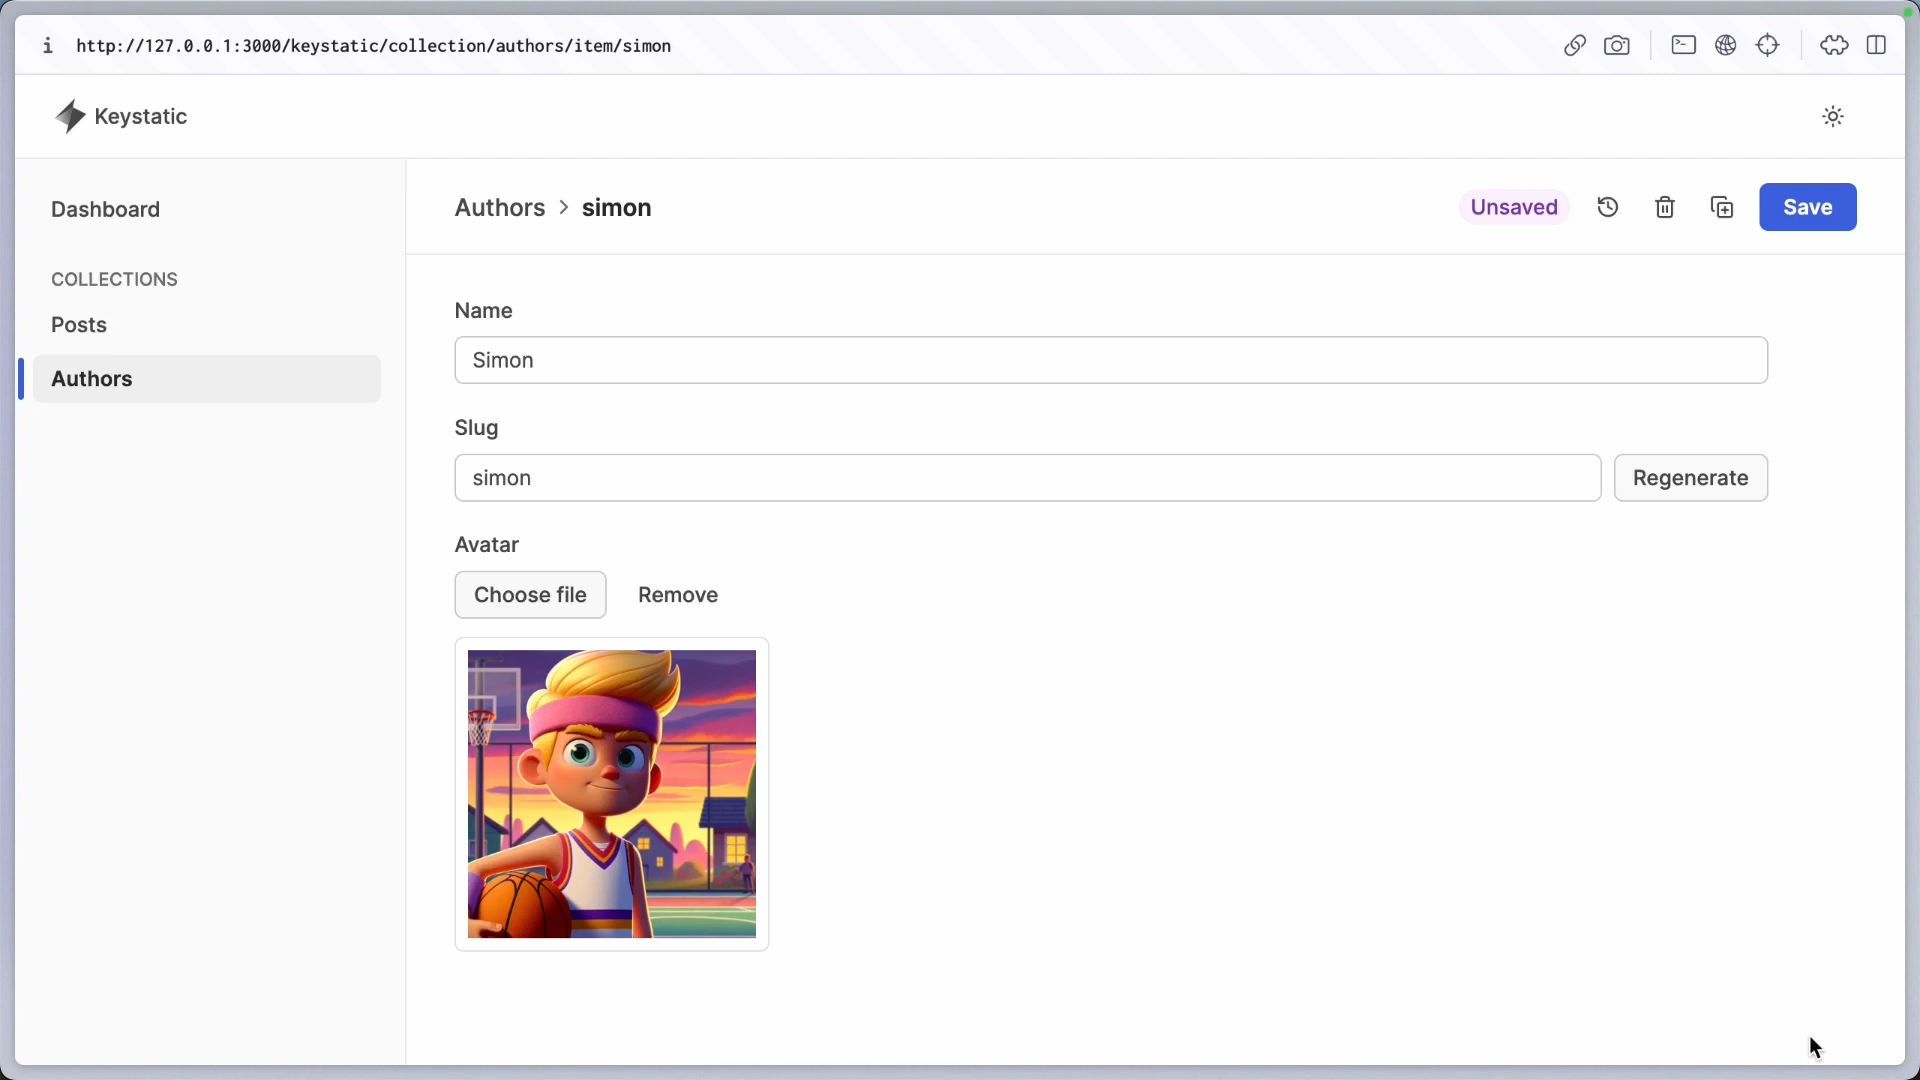 http://127.0.0.1:3000/keystatic/collection/authors/item/simon
Keystatic
Dashboard
COLLECTIONS
Posts
Authors
Authors > simon
Unsaved
Save
Name
Simon
Slug
simon
Regenerate
Avatar
Choose file
Remove